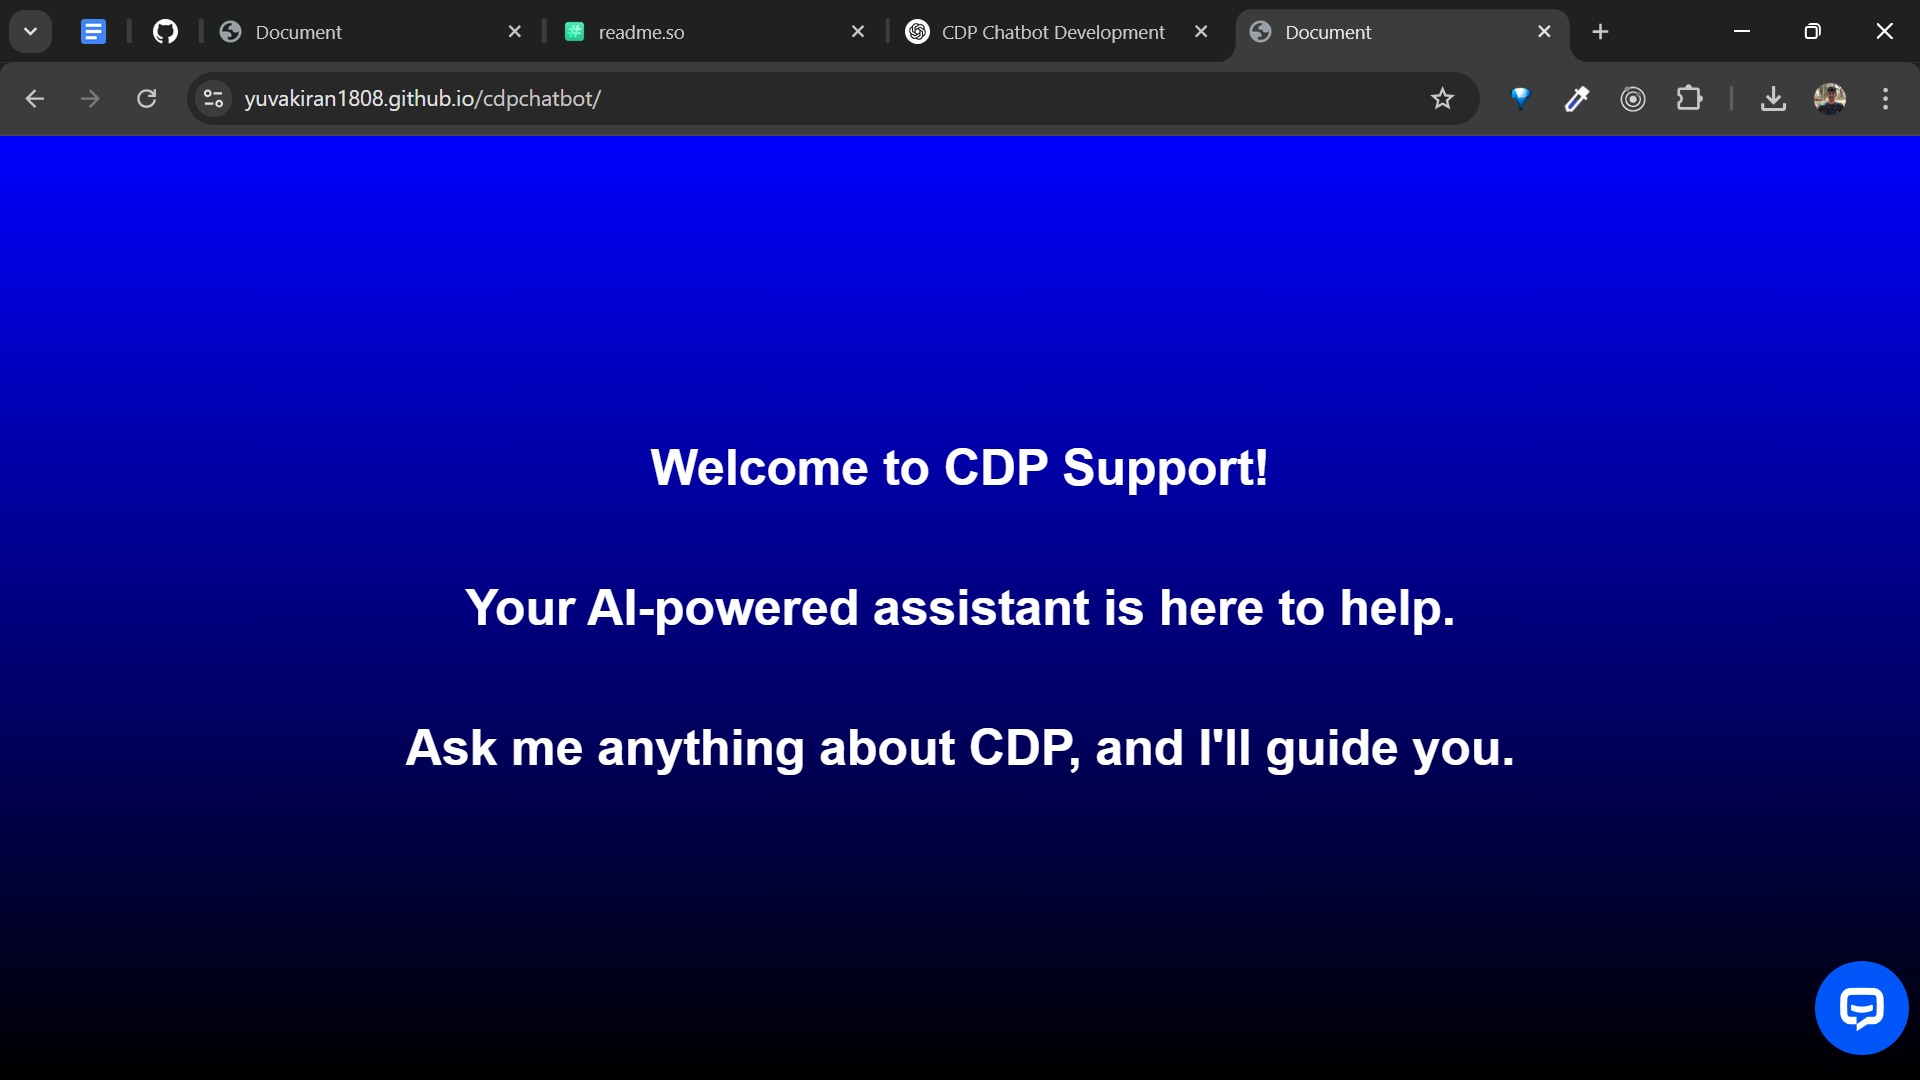 Document
readme.so
CDP Chatbot Development
Document
yuvakiran1808.github.io/cdpchatbot/
Welcome to CDP Support!
Your AI-powered assistant is here to help.
Ask me anything about CDP, and I'll guide you.